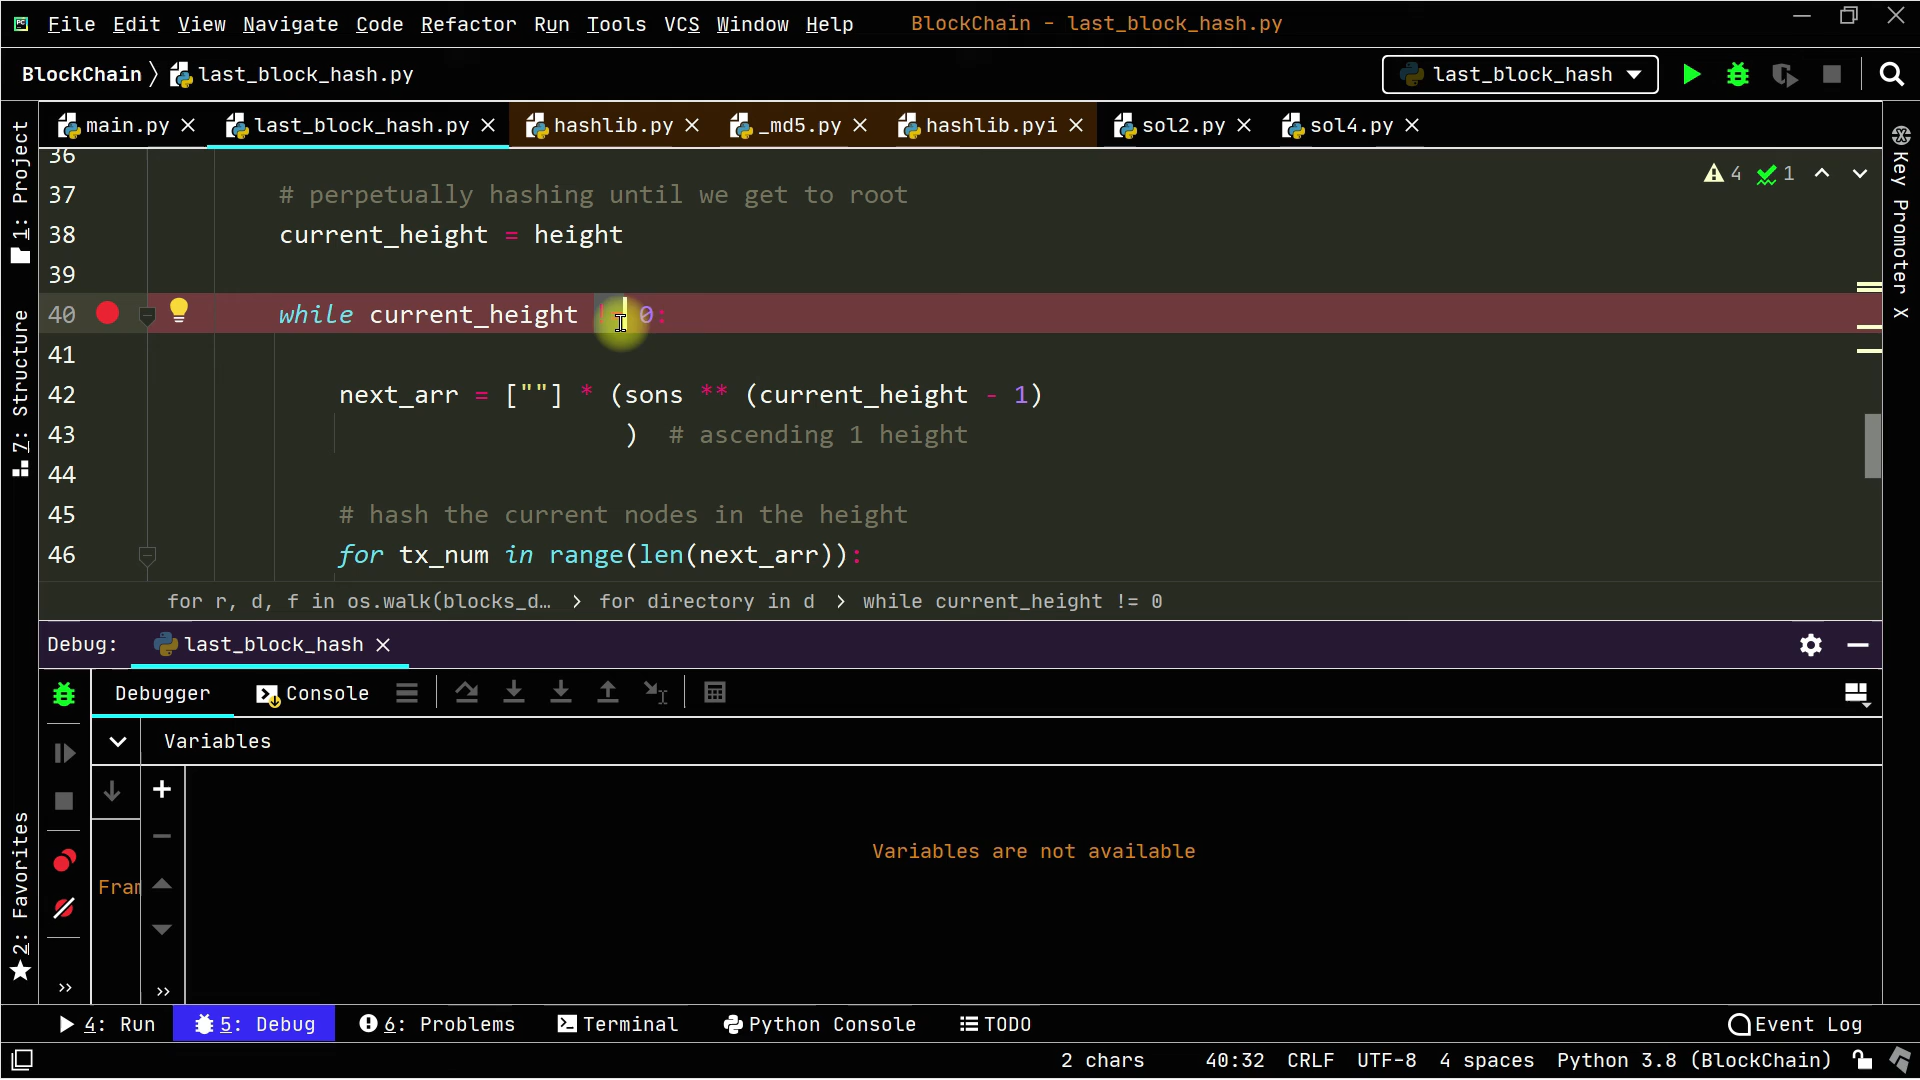 File Edit View Navigate Code Refactor Run Tools VCS Window Help BlockChain - last_block_hash.py
BlockChain last_block_hash.py last_block_hash
main.py last_block_hash.py hashlib.py _md5.py hashlib.pyi sol2.py sol4.py
36
37 # perpetually hashing until we get to root
38 current_height = height
39
40 while current_height 0:
41
42 next_arr = [""] * (sons ** (current_height - 1)
43 ) # ascending 1 height
44
45 # hash the current nodes in the height
46 for tx_num in range(len(next_arr)):
4 1
for r, d, f in os.walk(blocks_d… › for directory in d › while current_height != 0
1: Project
7: Structure
2: Favorites
Key Promoter X
Debug: last_block_hash
Debugger Console
Variables
Fram
Variables are not available
4: Run 5: Debug 6: Problems Terminal Python Console TODO Event Log
2 chars 40:32 CRLF UTF-8 4 spaces Python 3.8 (BlockChain)